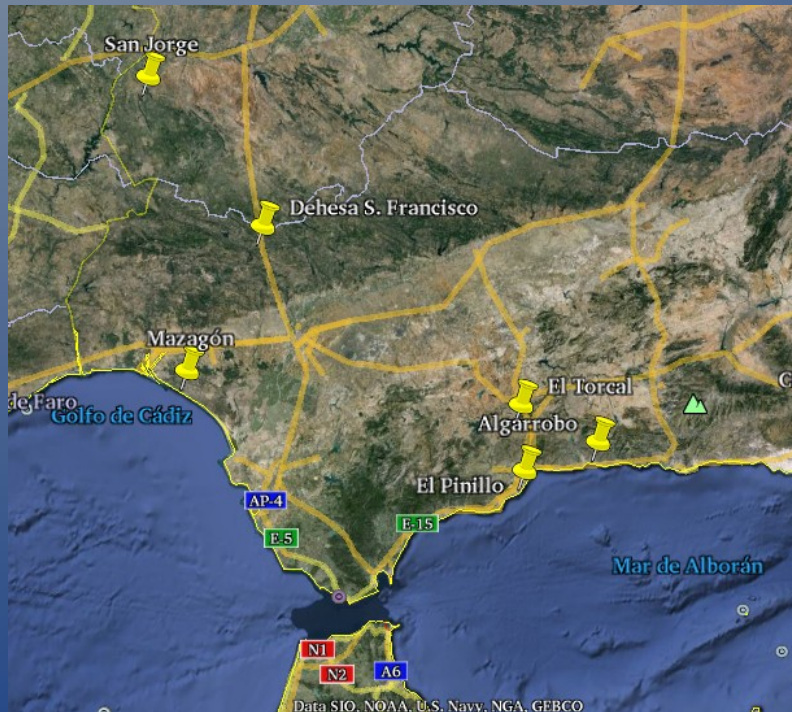 San Jorge
Dehesa S. Francisco
Mazagón
de Faro
Golfo de Cádiz
El Torcal
Algarrobo
El Pinillo
AP-4
E-15
E-5
Mar de Alborán
N1
N2
A6
Data SIO, NOAA, U.S. Navy, NGA, GEBCO